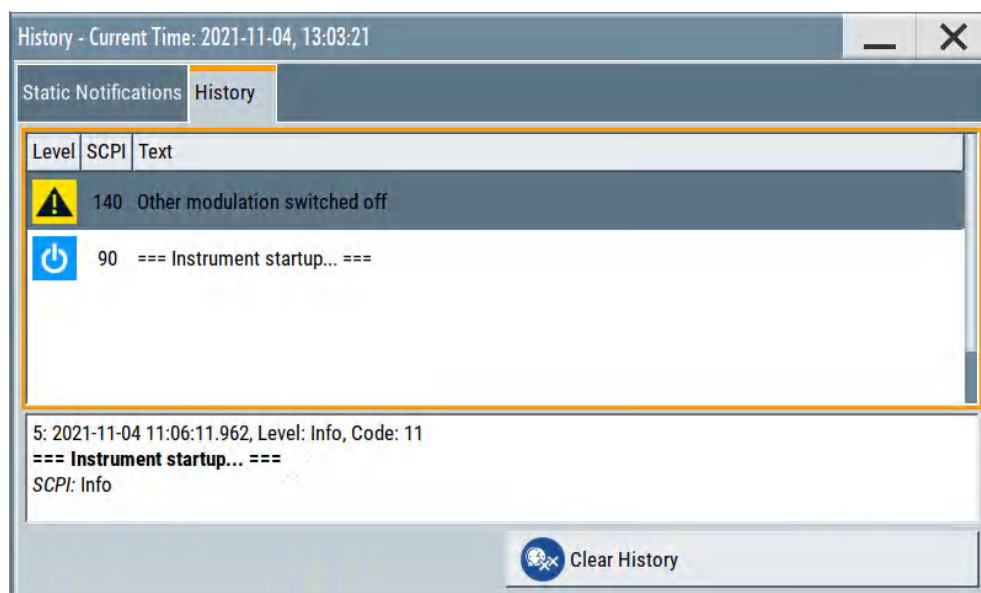 History - Current Time: 2021-11-04, 13:03:21
Static Notifications History
Level SCPI Text
140 Other modulation switched off
90 === Instrument startup... ===
5: 2021-11-04 11:06:11.962, Level: Info, Code: 11
=== Instrument startup... ===
SCPI: Info
Clear History